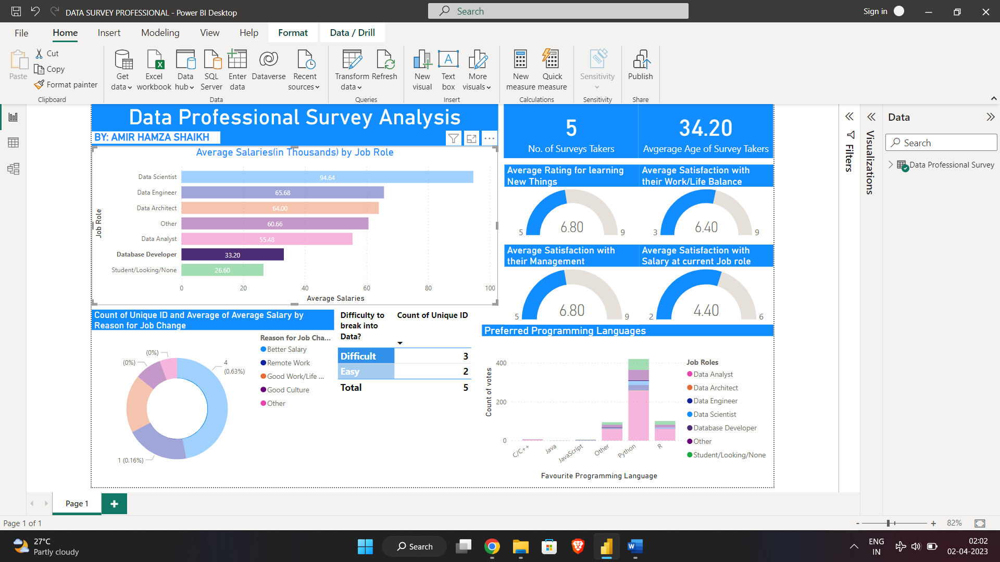 DATA SURVEY PROFESSIONAL - Power BI Desktop
Search
Sign in
File
Home
Insert
Modeling
View
Help
Format
Data / Drill
Paste
Cut
Copy
Format painter
Clipboard
Get
data
Excel
workbook
Data
hub
SQL
Server
Enter
data
Dataverse
Recent
sources
Data
Transform
data
Refresh
Queries
New
visual
A
Text
box
More
visuals
Insert
New
measure
Quick
measure
Calculations
Sensitivity
Sensitivity
Publish
Share
Data Professional Survey Analysis
BY: AMIR HAMZA SHAIKH
5
No. of Surveys Takers
34.20
Avgerage Age of Survey Takers
Average Salaries(in Thousands) by Job Role
Job Role
Data Scientist
94.64
Data Engineer
65.68
Data Architect
64.00
Other
60.66
Data Analyst
55.48
Database Developer
33.20
Student/Looking/None
26.60
0
20
40
60
80
100
Average Salaries
Average Rating for learning
New Things
5
6.80
9
Average Satisfaction with
their Work/Life Balance
3
6.40
9
Average Satisfaction with
their Management
5
6.80
9
Average Satisfaction with
Salary at current Job role
2
4.40
6
Count of Unique ID and Average of Average Salary by
Reason for Job Change
(0%)
(0%)
4
(0.63%)
1 (0.16%)
Reason for Job Cha...
Better Salary
Remote Work
Good Work/Life ...
Good Culture
Other
Difficulty to
break into
Data?
Count of Unique ID
Difficult
3
Easy
2
Total
5
Preferred Programming Languages
Count of votes
400
200
0
C/C++
Java
JavaScript
Other
Python
R
Favourite Programming Language
Job Roles
Data Analyst
Data Architect
Data Engineer
Data Scientist
Database Developer
Other
Student/Looking/None
Filters
Visualizations
Data
Search
Data Professional Survey
Page 1
Page 1 of 1
- + 82%
27°C
Partly cloudy
Search
W
ENG
IN
02:02
02-04-2023